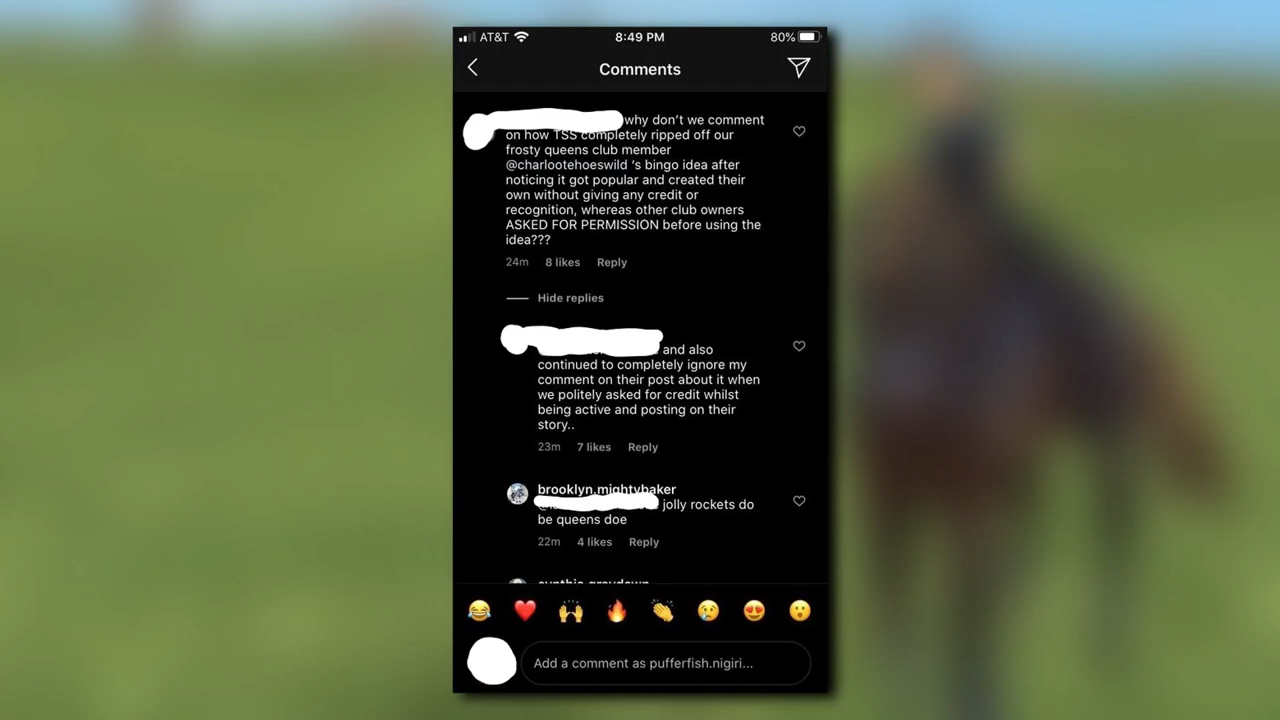 AT&T 8:49 PM 80%
Comments
why don't we comment
on how TSS completely ripped off our
frosty queens club member
@charlootehoeswild 's bingo idea after
noticing it got popular and created their
own without giving any credit or
recognition, whereas other club owners
ASKED FOR PERMISSION before using the
idea???
24m 8 likes Reply
Hide replies
and also
continued to completely ignore my
comment on their post about it when
we politely asked for credit whilst
being active and posting on their
story..
23m 7 likes Reply
brooklyn.mightybaker
jolly rockets do
be queens doe
22m 4 likes Reply
cynthia.greydawn
Add a comment as pufferfish.nigiri...